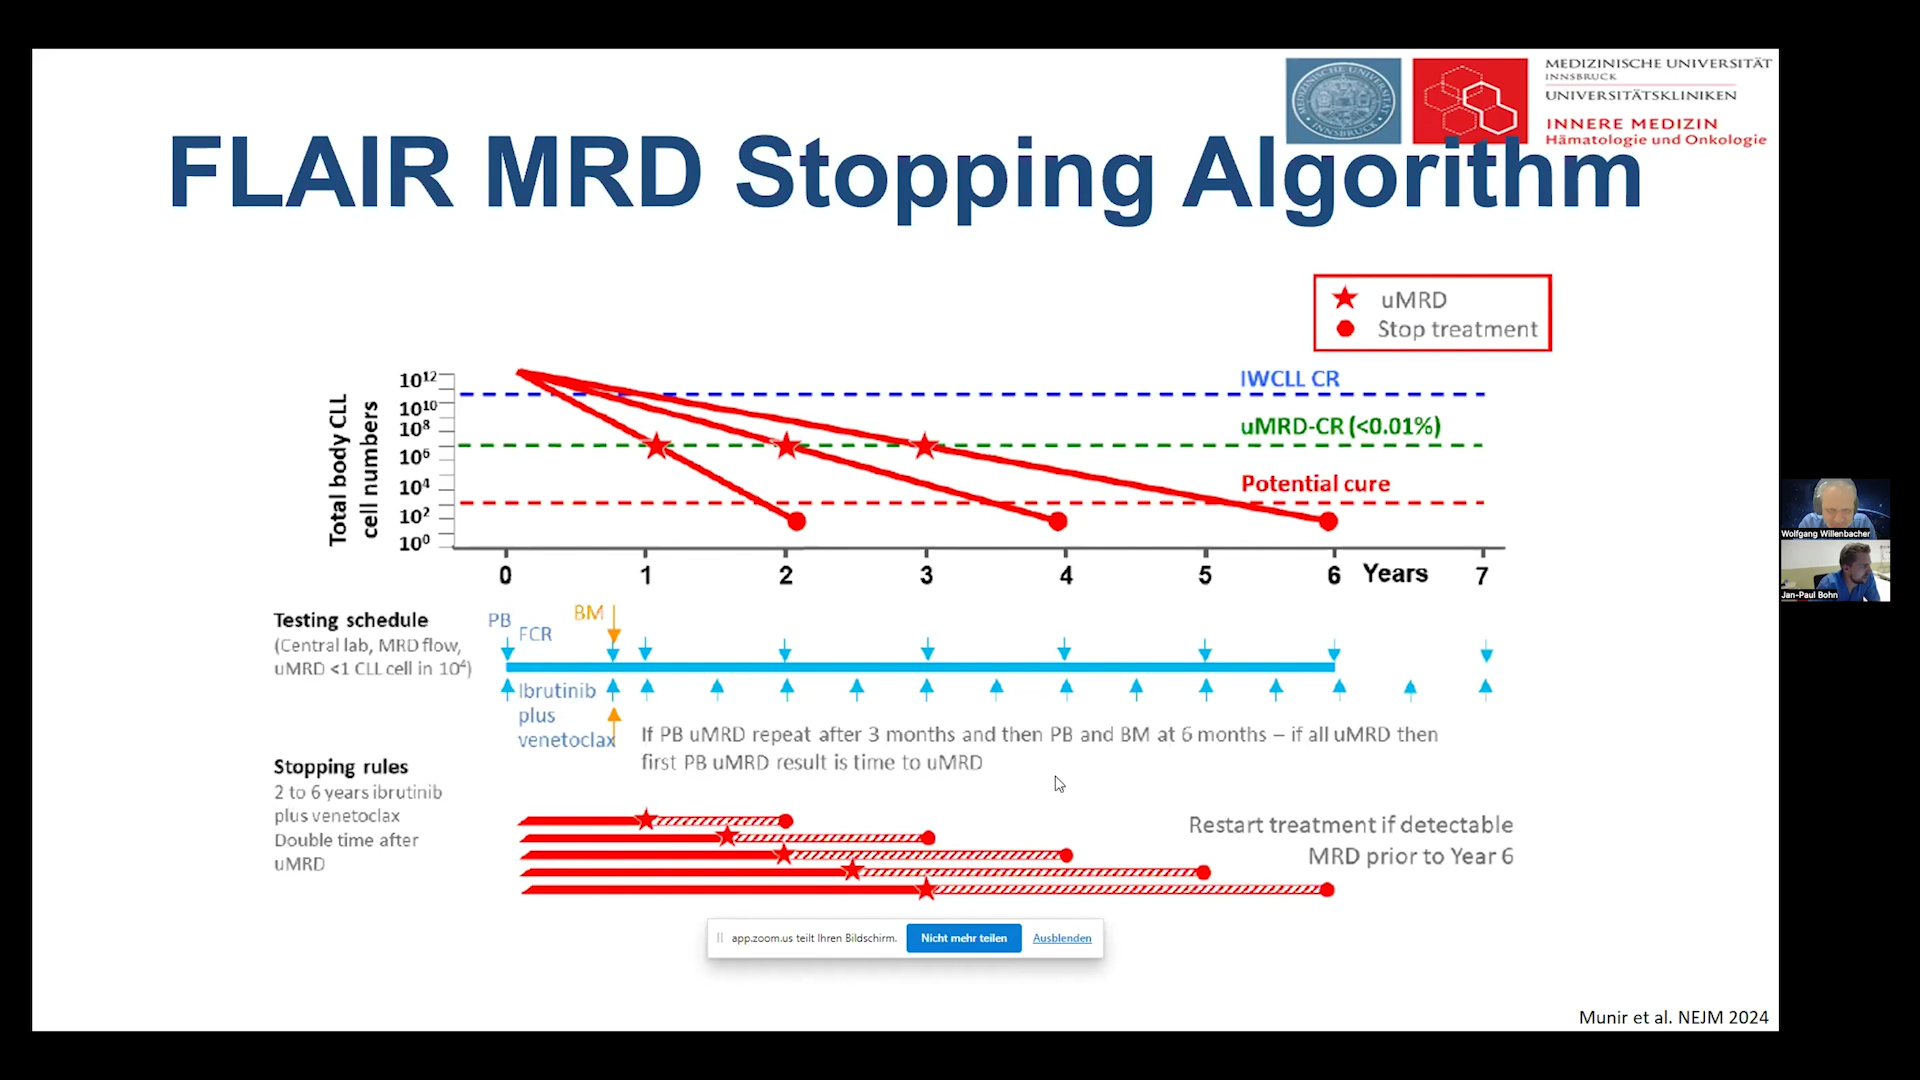 MEDIZINISCHE UNIVERSITÄT
INNSBRUCK
UNIVERSITÄTSKLINIKEN
INNERE MEDIZIN
Hämatologie und Onkologie
FLAIR MRD Stopping Algorithm
uMRD
Stop treatment
Total body CLL
cell numbers
10¹²
10¹⁰
10⁸
10⁶
10⁴
10²
10⁰
IWCLL CR
uMRD-CR (<0.01%)
Potential cure
0 1 2 3 4 5 6 Years 7
Testing schedule
(Central lab, MRD flow,
uMRD <1 CLL cell in 10⁴)
PB
FCR
BM
Ibrutinib
plus
venetoclax
If PB uMRD repeat after 3 months and then PB and BM at 6 months – if all uMRD then
first PB uMRD result is time to uMRD
Stopping rules
2 to 6 years ibrutinib
plus venetoclax
Double time after
uMRD
Restart treatment if detectable
MRD prior to Year 6
app.zoom.us teilt Ihren Bildschirm.
Nicht mehr teilen
Ausblenden
Munir et al. NEJM 2024
Wolfgang Willenbacher
Jan-Paul Bohn